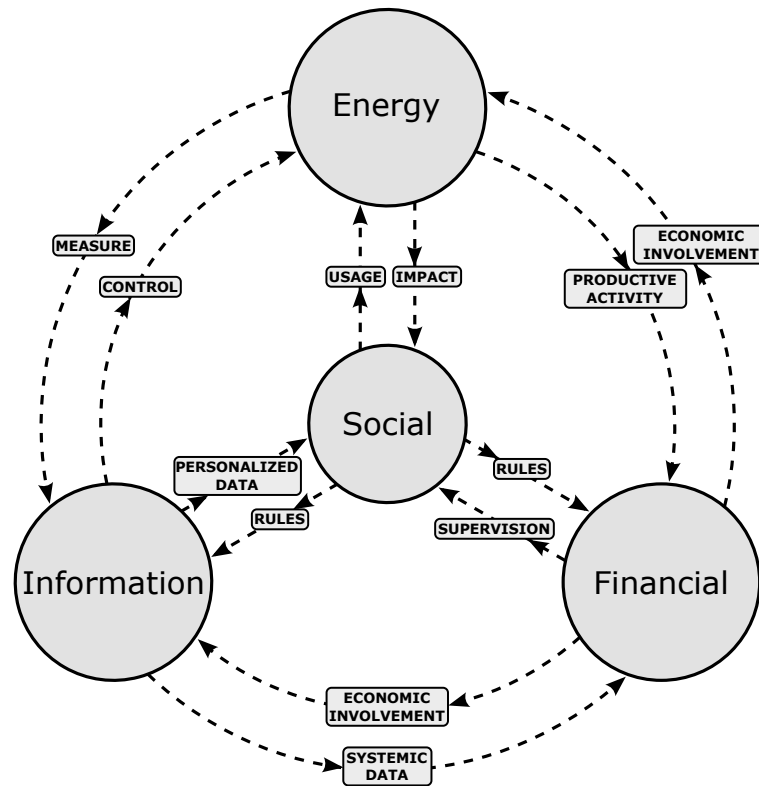 Energy
MEASURE
ECONOMIC
INVOLVEMENT
CONTROL
USAGE
IMPACT
PRODUCTIVE
ACTIVITY
Social
PERSONALIZED
DATA
RULES
RULES
SUPERVISION
Information
Financial
ECONOMIC
INVOLVEMENT
SYSTEMIC
DATA